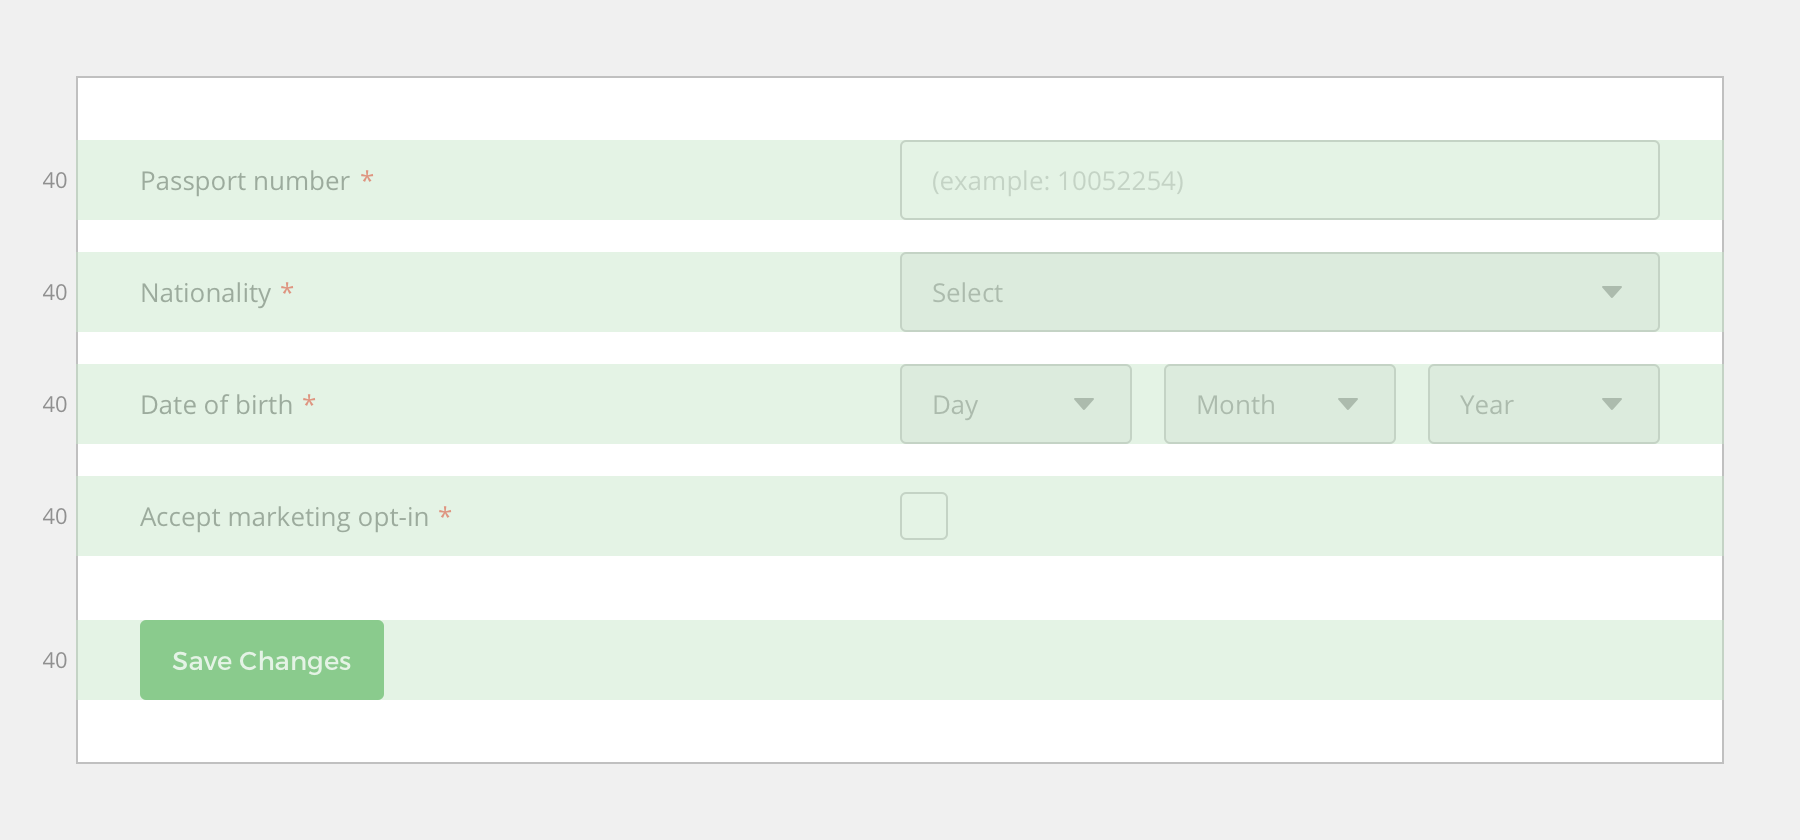 40 Passport number * (example: 10052254)
40 Nationality * Select
40 Date of birth * Day Month Year
40 Accept marketing opt-in *
40 Save Changes